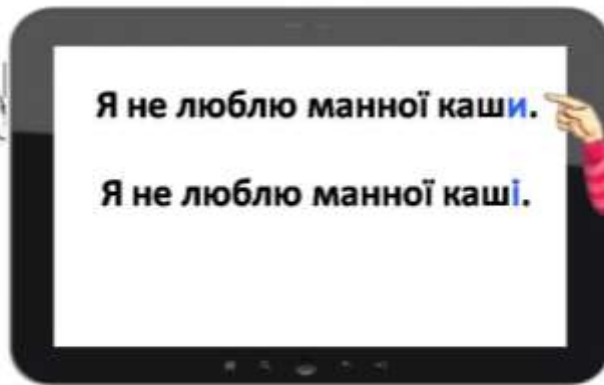 Я не люблю манної каши.
Я не люблю манної каші.